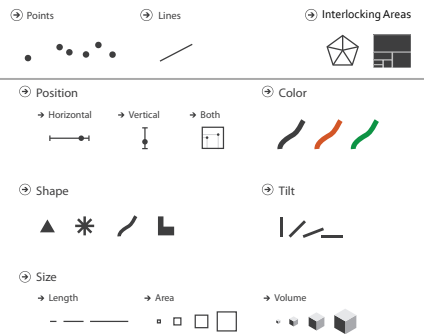 Points
Lines
Interlocking Areas
Position
Color
Horizontal
Vertical
Both
Shape
Tilt
Size
Length
Area
Volume